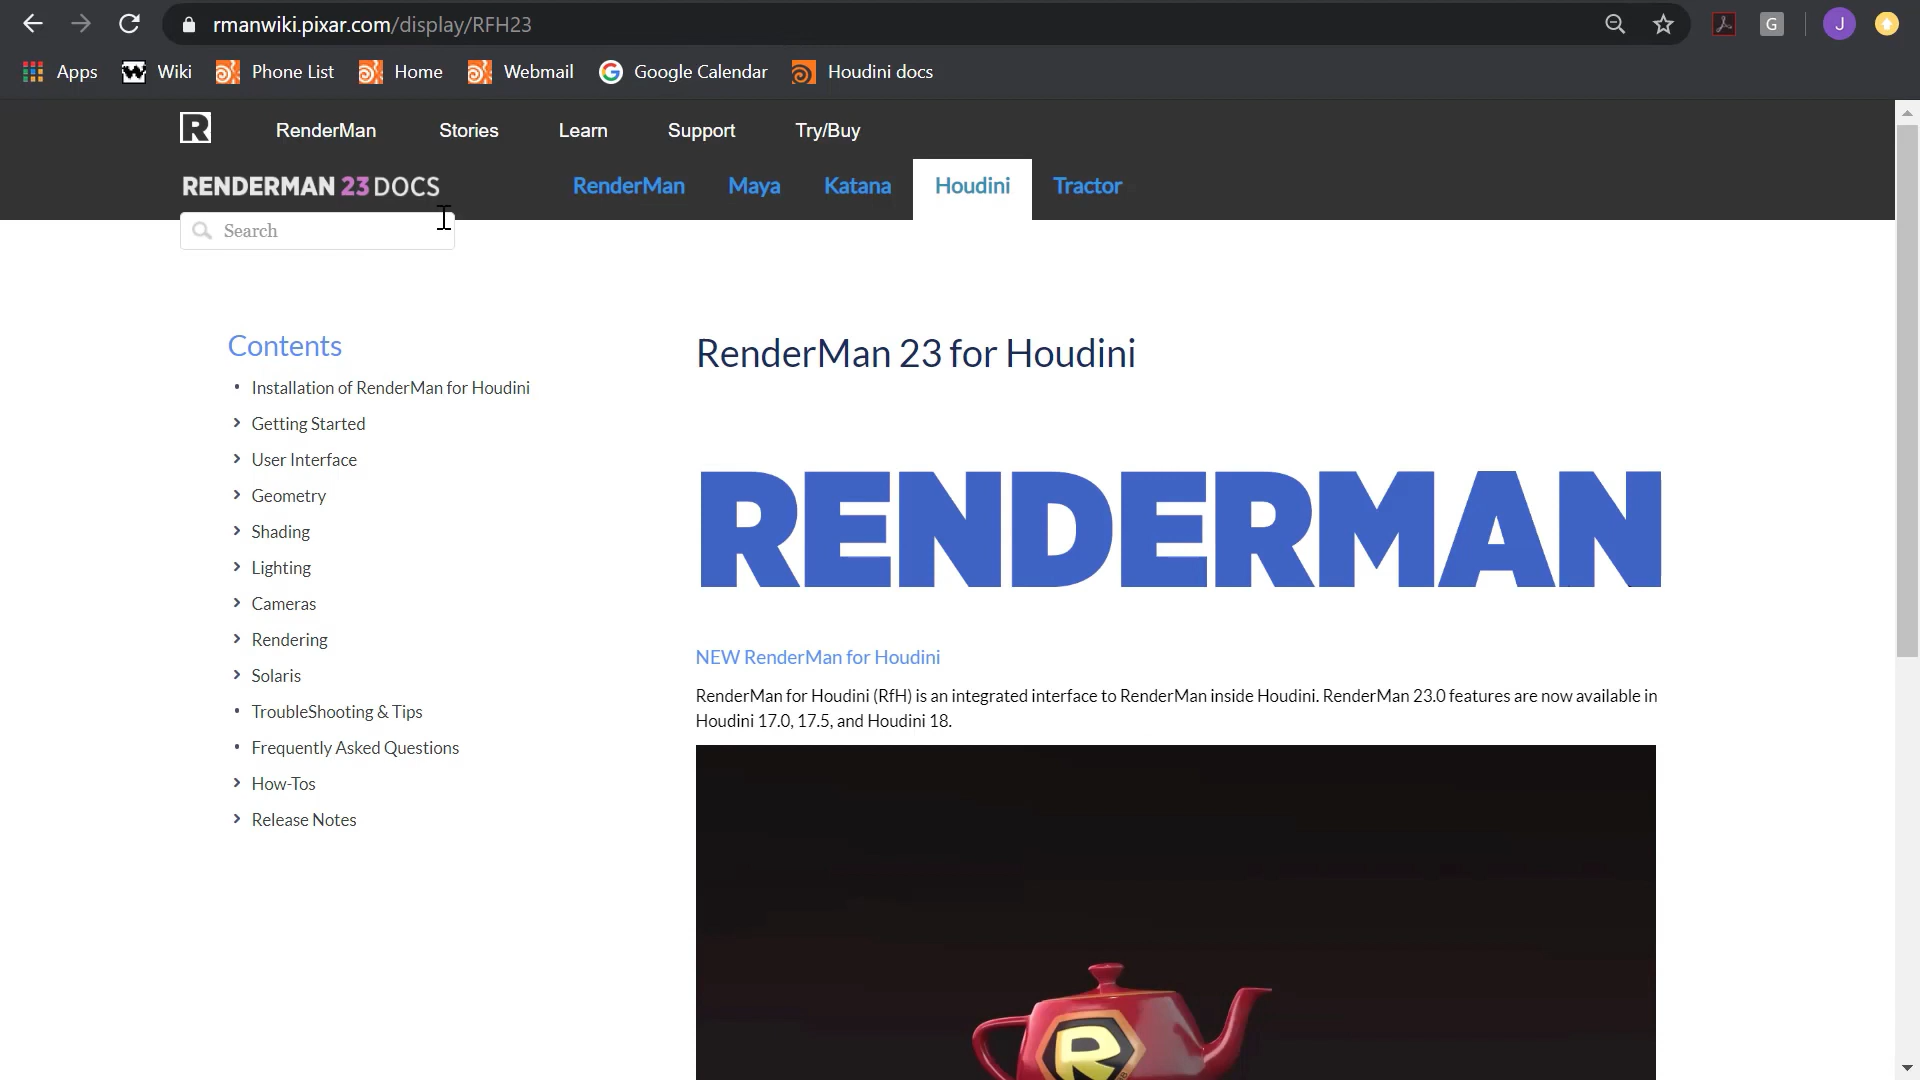 rmanwiki.pixar.com/display/RFH23
G
J
Apps
Wiki
Phone List
Home
Webmail
Google Calendar
Houdini docs
R
RenderMan
Stories
Learn
Support
Try/Buy
RENDERMAN 23 DOCS
RenderMan
Maya
Katana
Houdini
Tractor
Search
Contents
Installation of RenderMan for Houdini
Getting Started
User Interface
Geometry
Shading
Lighting
Cameras
Rendering
Solaris
TroubleShooting & Tips
Frequently Asked Questions
How-Tos
Release Notes
RenderMan 23 for Houdini
RENDERMAN
NEW RenderMan for Houdini
RenderMan for Houdini (RfH) is an integrated interface to RenderMan inside Houdini. RenderMan 23.0 features are now available in
Houdini 17.0, 17.5, and Houdini 18.
R